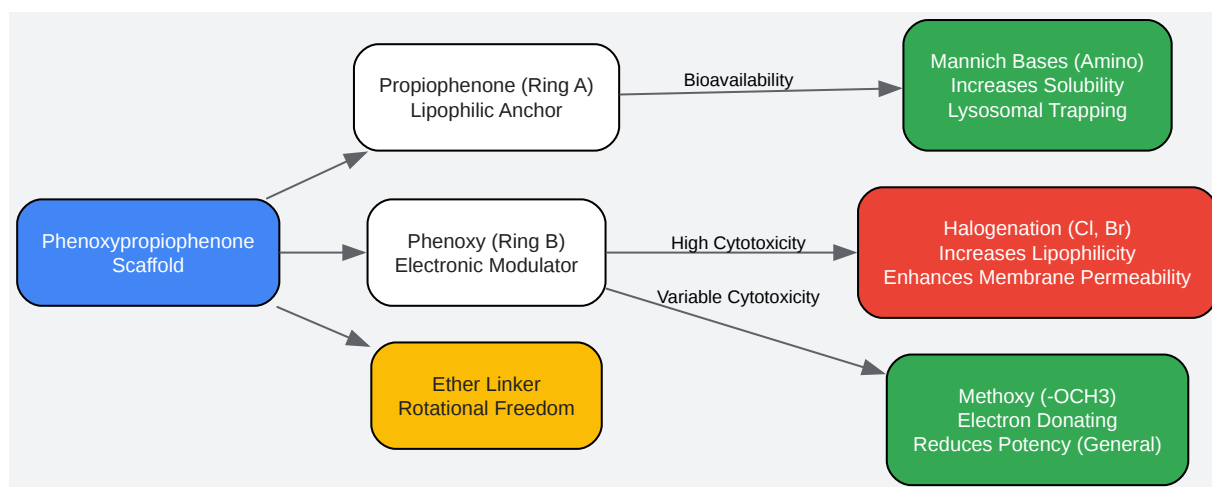 Propiophenone (Ring A)
Lipophilic Anchor
Bioavailability
Mannich Bases (Amino)
Increases Solubility
Lysosomal Trapping
Phenoxypropiophenone
Scaffold
Phenoxy (Ring B)
Electronic Modulator
High Cytotoxicity
Halogenation (Cl, Br)
Increases Lipophilicity
Enhances Membrane Permeability
Variable Cytotoxicity
Ether Linker
Rotational Freedom
Methoxy (-OCH3)
Electron Donating
Reduces Potency (General)